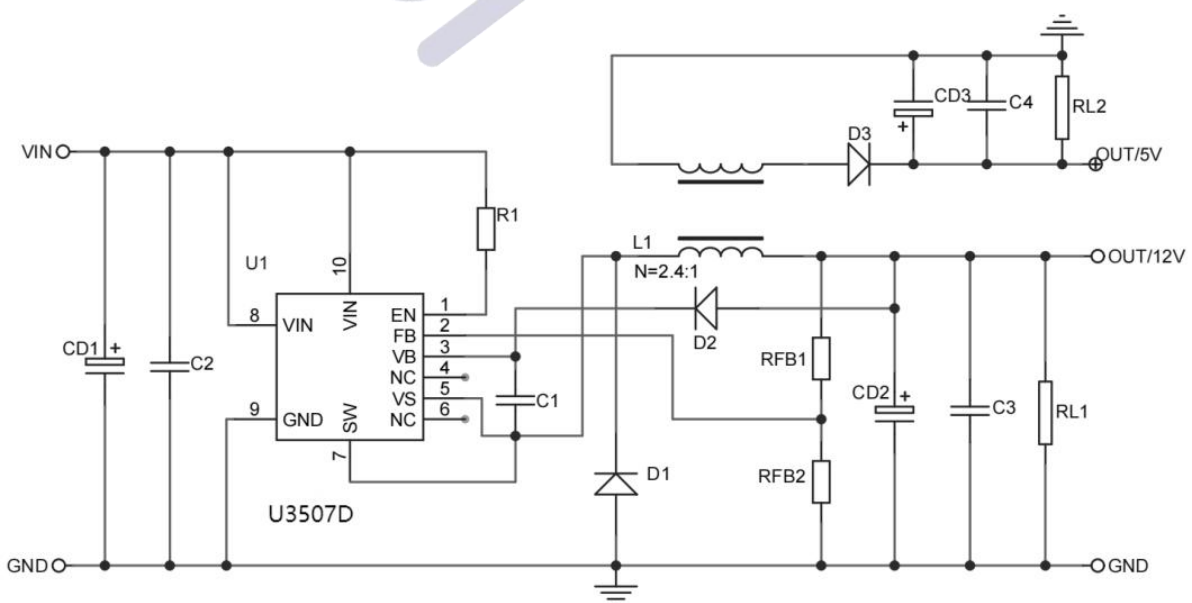 CD3
C4
RL2
D3
OUT/5V
VIN
R1
L1
N=2.4:1
OUT/12V
U1
10
VIN
8
VIN
EN
1
FB
2
VB
3
NC
4
VS
5
NC
6
9
GND
SW
7
CD1
+
C2
C1
D2
RFB1
RFB2
CD2
+
C3
RL1
D1
+
U3507D
GND
GND